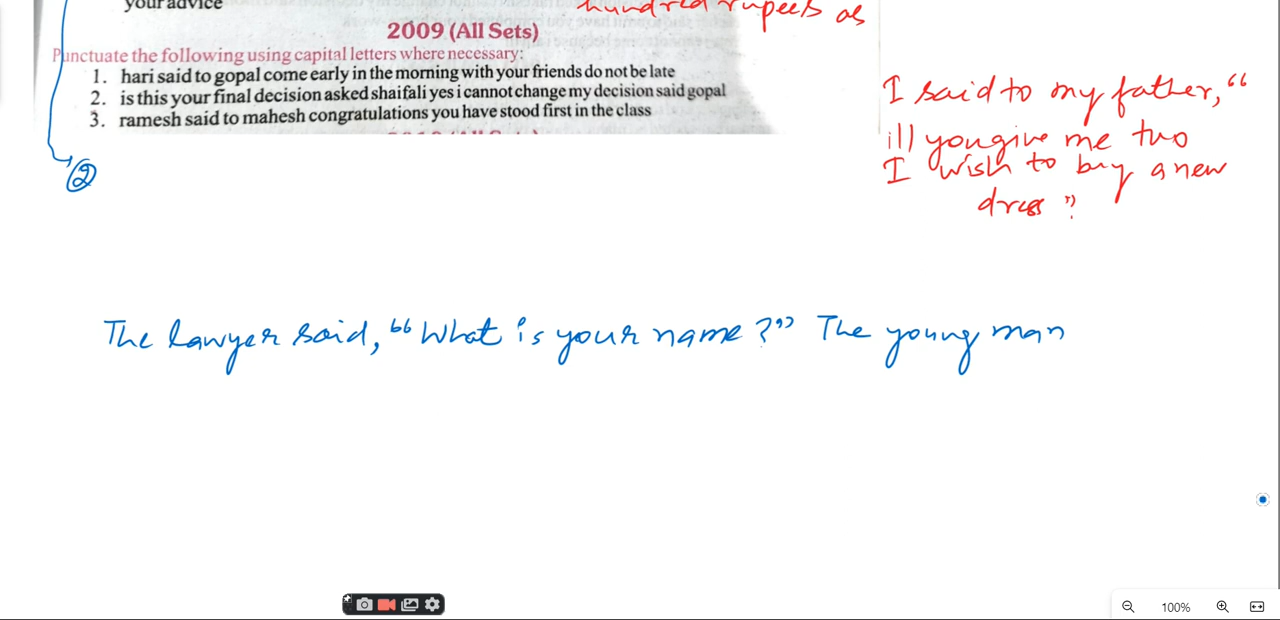 your advice
hundred rupees as
2009 (All Sets)
Punctuate the following using capital letters where necessary:
1. hari said to gopal come early in the morning with your friends do not be late
2. is this your final decision asked shaifali yes i cannot change my decision said gopal
3. ramesh said to mahesh congratulations you have stood first in the class
I said to my father, "
ill you give me two
I wish to buy a new
dress"?
②
The lawyer said, "What is your name?" The young man
100%